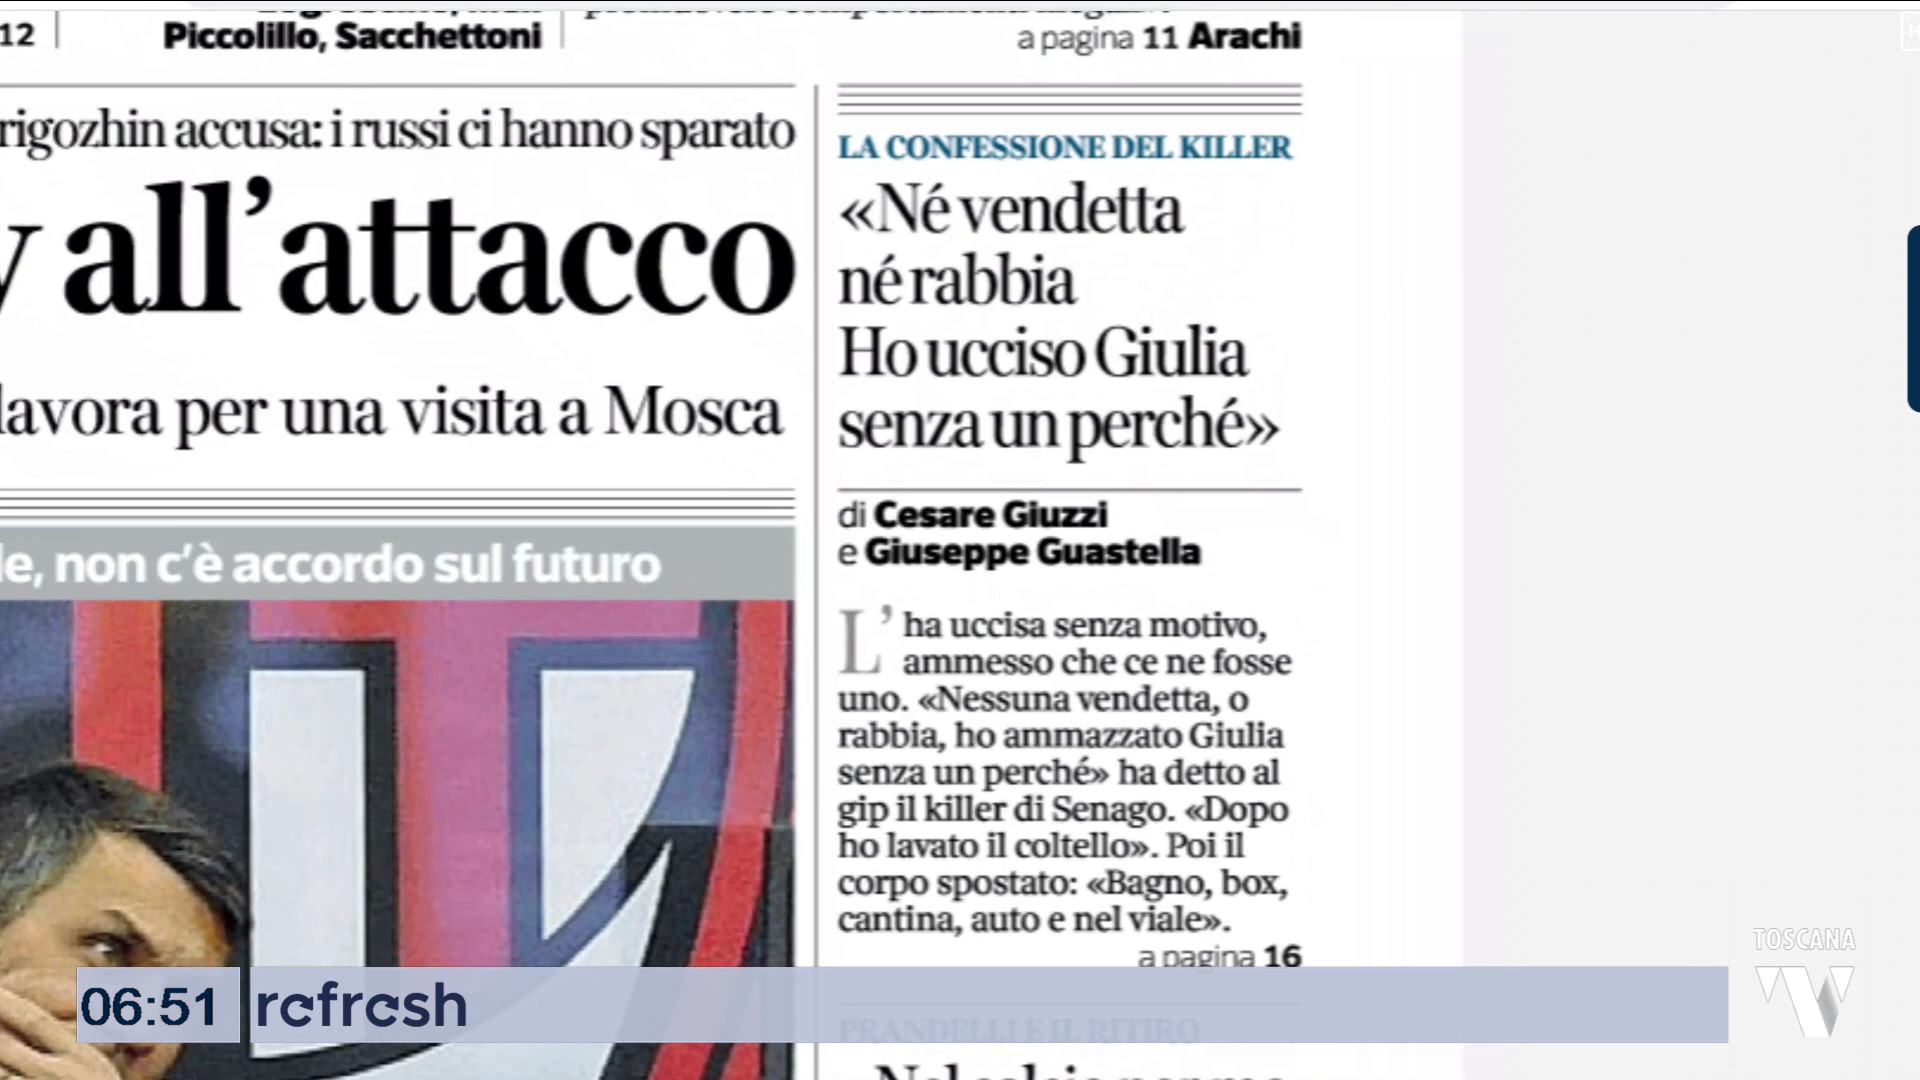 12
Piccolillo, Sacchettoni
a pagina 11 Arachi
rigozhin accusa: i russi ci hanno sparato
y all’attacco
lavora per una visita a Mosca
le, non c’è accordo sul futuro
LA CONFESSIONE DEL KILLER
«Né vendetta
né rabbia
Ho ucciso Giulia
senza un perché»
di Cesare Giuzzi
e Giuseppe Guastella
L’ha uccisa senza motivo,
ammesso che ce ne fosse
uno. «Nessuna vendetta, o
rabbia, ho ammazzato Giulia
senza un perché» ha detto al
gip il killer di Senago. «Dopo
ho lavato il coltello». Poi il
corpo spostato: «Bagno, box,
cantina, auto e nel viale».
a pagina 16
PRANDELLI E IL RITIRO
06:51 refresh
TOSCANA